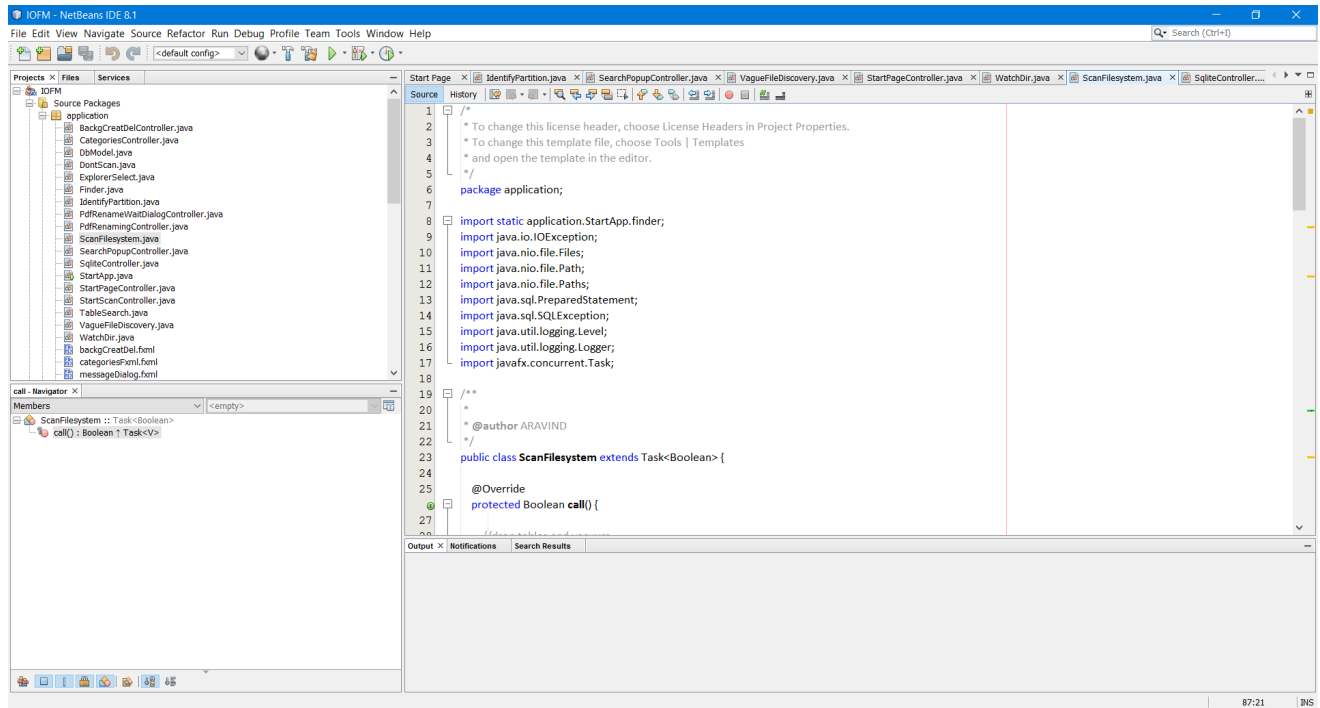 IOFM - NetBeans IDE 8.1
File Edit View Navigate Source Refactor Run Debug Profile Team Tools Window Help
Search (Ctrl+I)
<default config>
Projects Files Services
Start Page IdentifyPartition.java SearchPopupController.java VagueFileDiscovery.java StartPageController.java WatchDir.java ScanFilesystem.java SqliteController....
Source History
IOFM
Source Packages
application
BackgCreatDelController.java
CategoriesController.java
DbModel.java
DontScan.java
ExplorerSelect.java
Finder.java
IdentifyPartition.java
PdfRenameWaitDialogController.java
PdfRenamingController.java
ScanFilesystem.java
SearchPopupController.java
SqliteController.java
StartApp.java
StartPageController.java
StartScanController.java
TableSearch.java
VagueFileDiscovery.java
WatchDir.java
backgCreatDel.fxml
categoriesFxml.fxml
messageDialog.fxml
call - Navigator
Members <empty>
ScanFilesystem :: Task<Boolean>
call() : Boolean ↑ Task<V>
1 /*
2 * To change this license header, choose License Headers in Project Properties.
3 * To change this template file, choose Tools | Templates
4 * and open the template in the editor.
5 */
6 package application;
7
8 import static application.StartApp.finder;
9 import java.io.IOException;
10 import java.nio.file.Files;
11 import java.nio.file.Path;
12 import java.nio.file.Paths;
13 import java.sql.PreparedStatement;
14 import java.sql.SQLException;
15 import java.util.logging.Level;
16 import java.util.logging.Logger;
17 import javafx.concurrent.Task;
18
19 /**
20 *
21 * @author ARAVIND
22 */
23 public class ScanFilesystem extends Task<Boolean> {
24
25 @Override
protected Boolean call() {
27
28 //drop tables and vacuum
Output Notifications Search Results
87:21 INS